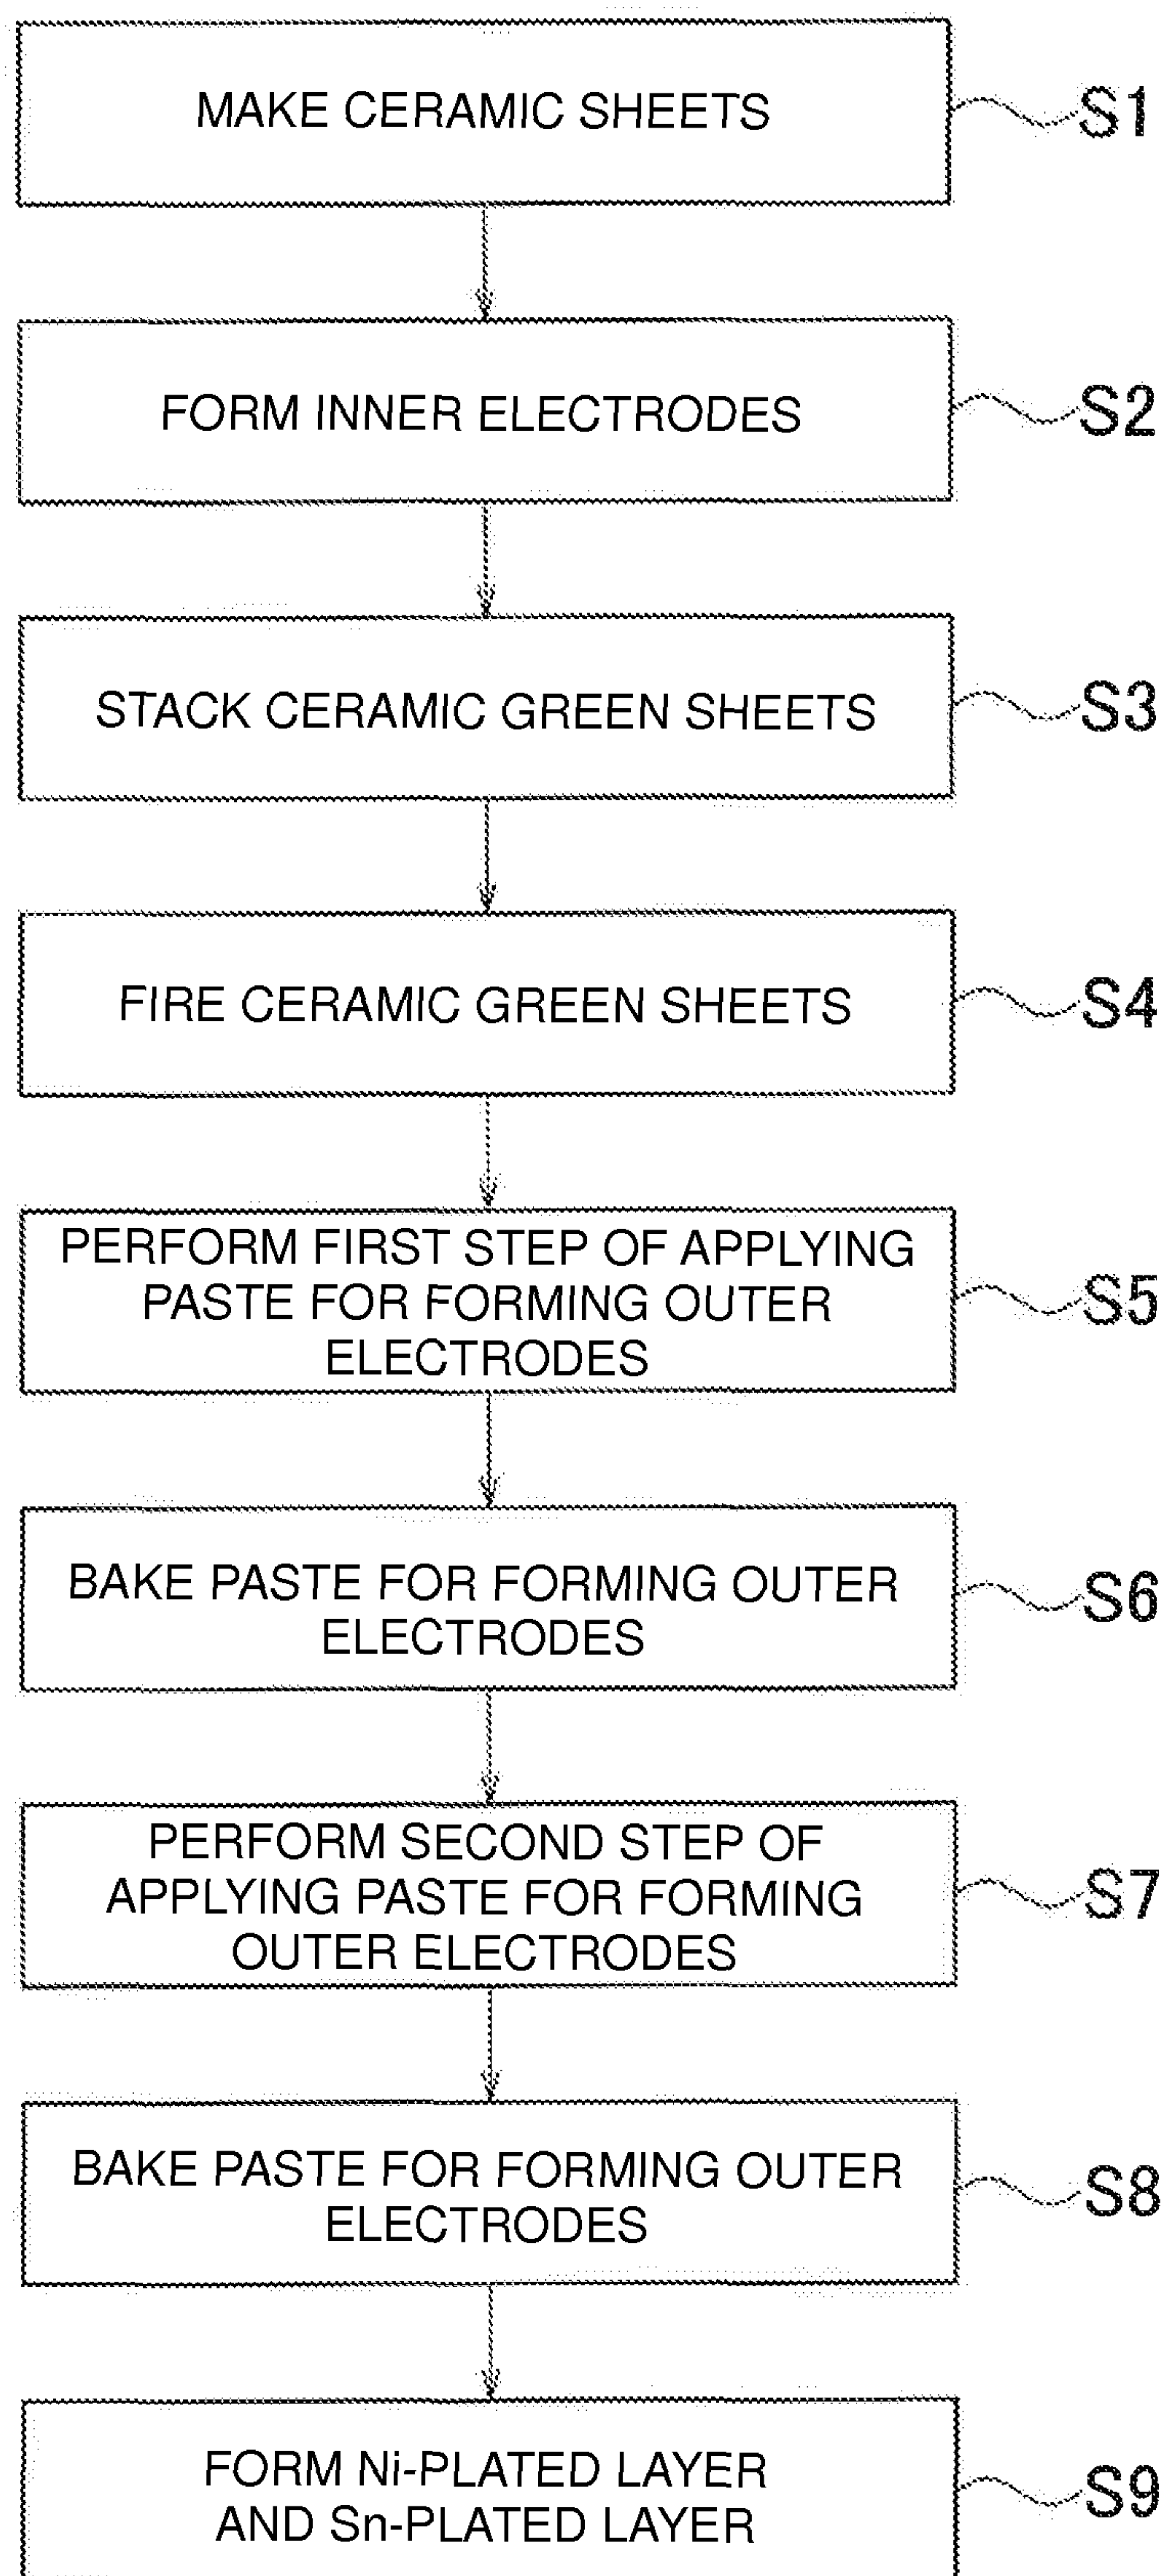 MAKE CERAMIC SHEETS
S1
FORM INNER ELECTRODES
S2
STACK CERAMIC GREEN SHEETS
S3
FIRE CERAMIC GREEN SHEETS
S4
PERFORM FIRST STEP OF APPLYING
PASTE FOR FORMING OUTER
ELECTRODES
S5
BAKE PASTE FOR FORMING OUTER
ELECTRODES
S6
PERFORM SECOND STEP OF
APPLYING PASTE FOR FORMING
OUTER ELECTRODES
S7
BAKE PASTE FOR FORMING OUTER
ELECTRODES
S8
FORM Ni-PLATED LAYER
AND Sn-PLATED LAYER
S9